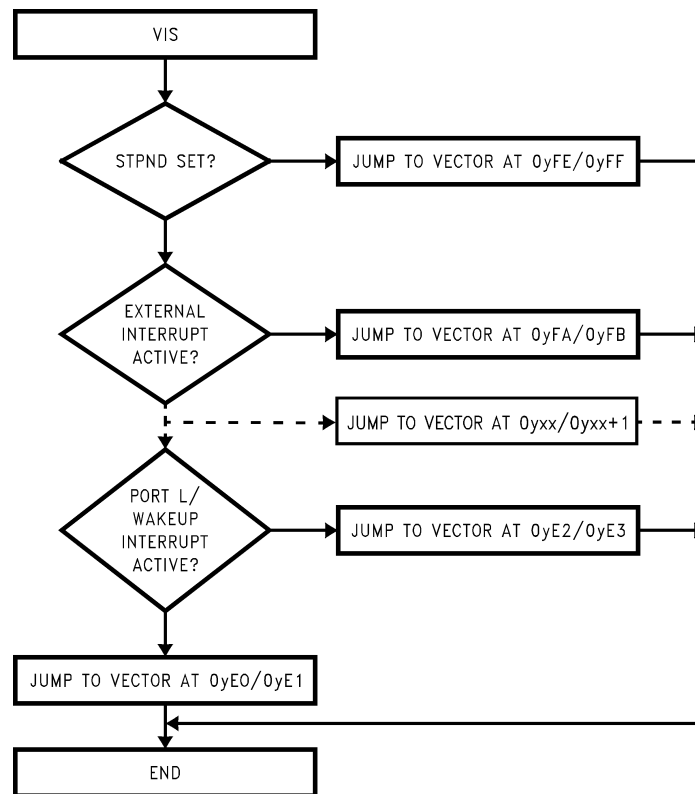 VIS
STPND SET?
JUMP TO VECTOR AT 0yFE/0yFF
EXTERNAL
INTERRUPT
ACTIVE?
JUMP TO VECTOR AT 0yFA/0yFB
JUMP TO VECTOR AT 0yxx/0yxx+1
PORT L/
WAKEUP
INTERRUPT
ACTIVE?
JUMP TO VECTOR AT 0yE2/0yE3
JUMP TO VECTOR AT 0yE0/0yE1
END